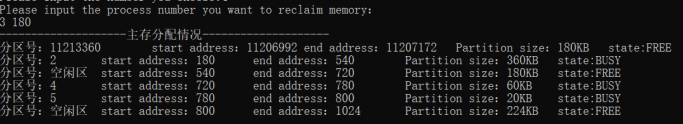 Please input the process number you want to reclaim memory:
3 180
-------------------主存分配情况-------------------
分区号: 11213360 start address: 11206992 end address: 11207172 Partition size: 180KB state:FREE
分区号: 2 start address: 180 end address: 540 Partition size: 360KB state:BUSY
分区号: 空闲区 start address: 540 end address: 720 Partition size: 180KB state:FREE
分区号: 4 start address: 720 end address: 780 Partition size: 60KB state:BUSY
分区号: 5 start address: 780 end address: 800 Partition size: 20KB state:BUSY
分区号: 空闲区 start address: 800 end address: 1024 Partition size: 224KB state:FREE